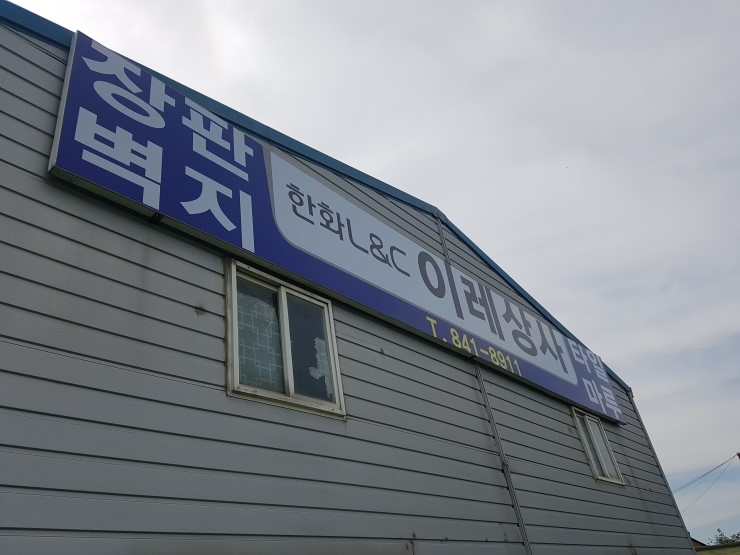 장판
벽지
한화L&C 이레상사
T. 841-8911
타일
마루